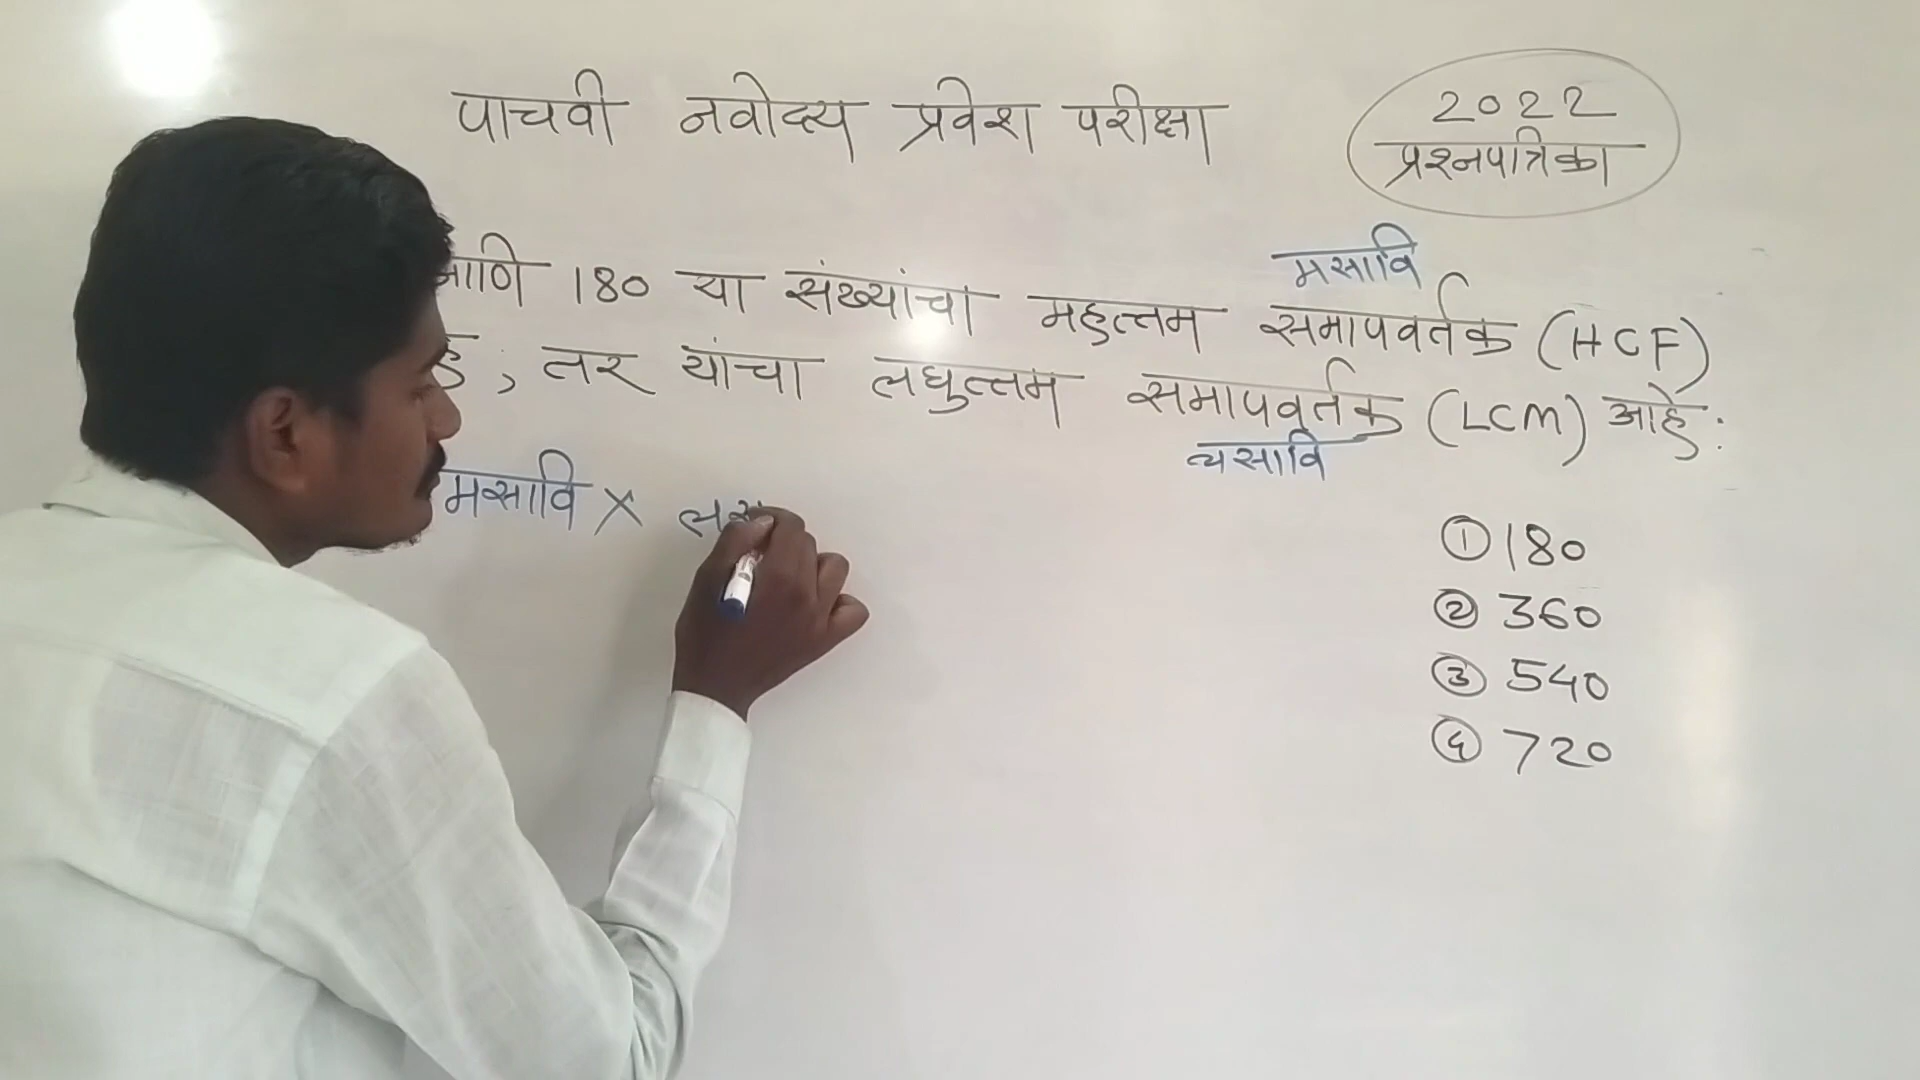 पाचवी नवोदय प्रवेश परीक्षा
2022
प्रश्नपत्रिका
मसावि
आणि 180 या संख्यांचा महत्तम समापवर्तक (HCF)
हे ; तर यांचा लघुत्तम समापवर्तक (LCM) आहे :
मसावि X
① 180
② 360
③ 540
④ 720